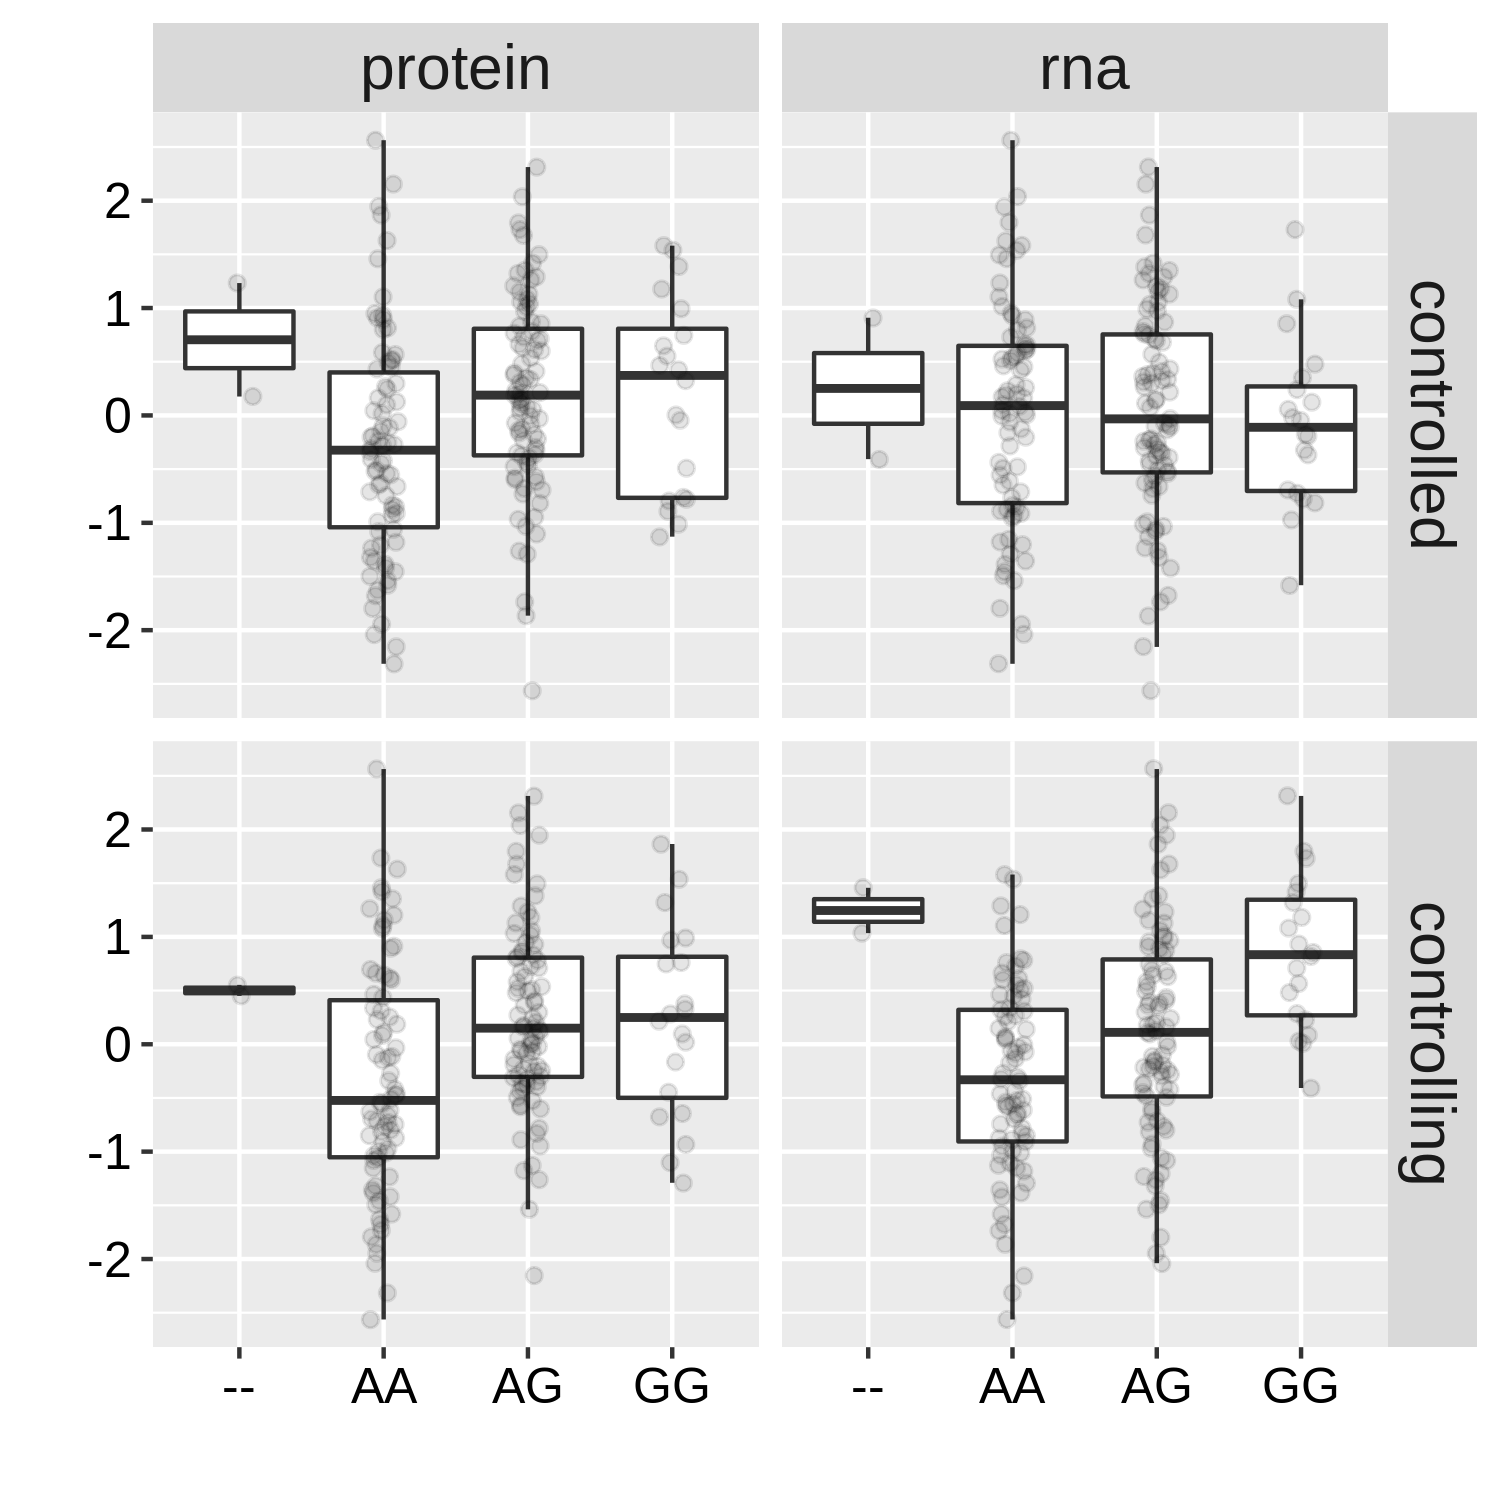 protein rna
2
1
0
-1
-2
controlled
2
1
0
-1
-2
controlling
-- AA AG GG -- AA AG GG